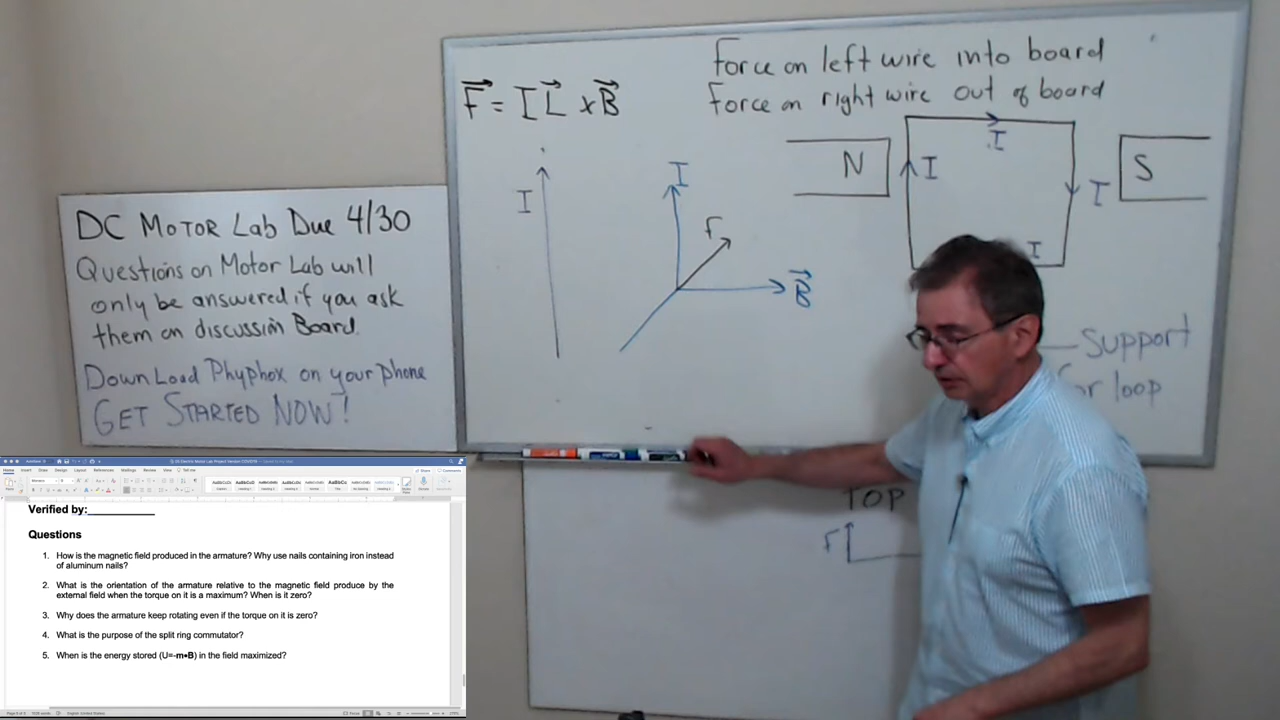 DC MOTOR Lab Due 4/30
Questions on Motor Lab will
only be answered if you ask
them on discussion Board.
DownLoad Phyphox on your phone
GET STARTED NOW!
F = I L x B
Force on left wire into board
Force on right wire out of board
I
I
F
B
N
I
I
I
I
S
Support
for loop
TOP
F
Verified by:
Questions
1. How is the magnetic field produced in the armature? Why use nails containing iron instead
of aluminum nails?
2. What is the orientation of the armature relative to the magnetic field produce by the
external field when the torque on it is a maximum? When is it zero?
3. Why does the armature keep rotating even if the torque on it is zero?
4. What is the purpose of the split ring commutator?
5. When is the energy stored (U=-m•B) in the field maximized?